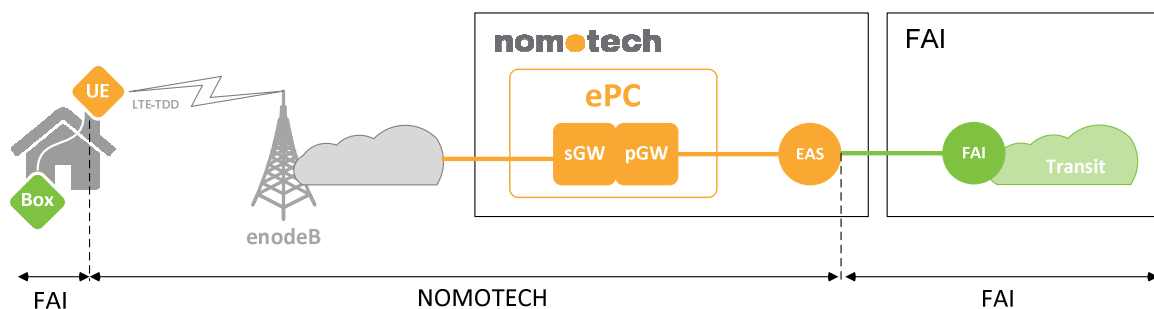 nomotech
FAI
UE
LTE-TDD
ePC
sGW
pGW
EAS
FAI
Transit
Box
enodeB
FAI
NOMOTECH
FAI